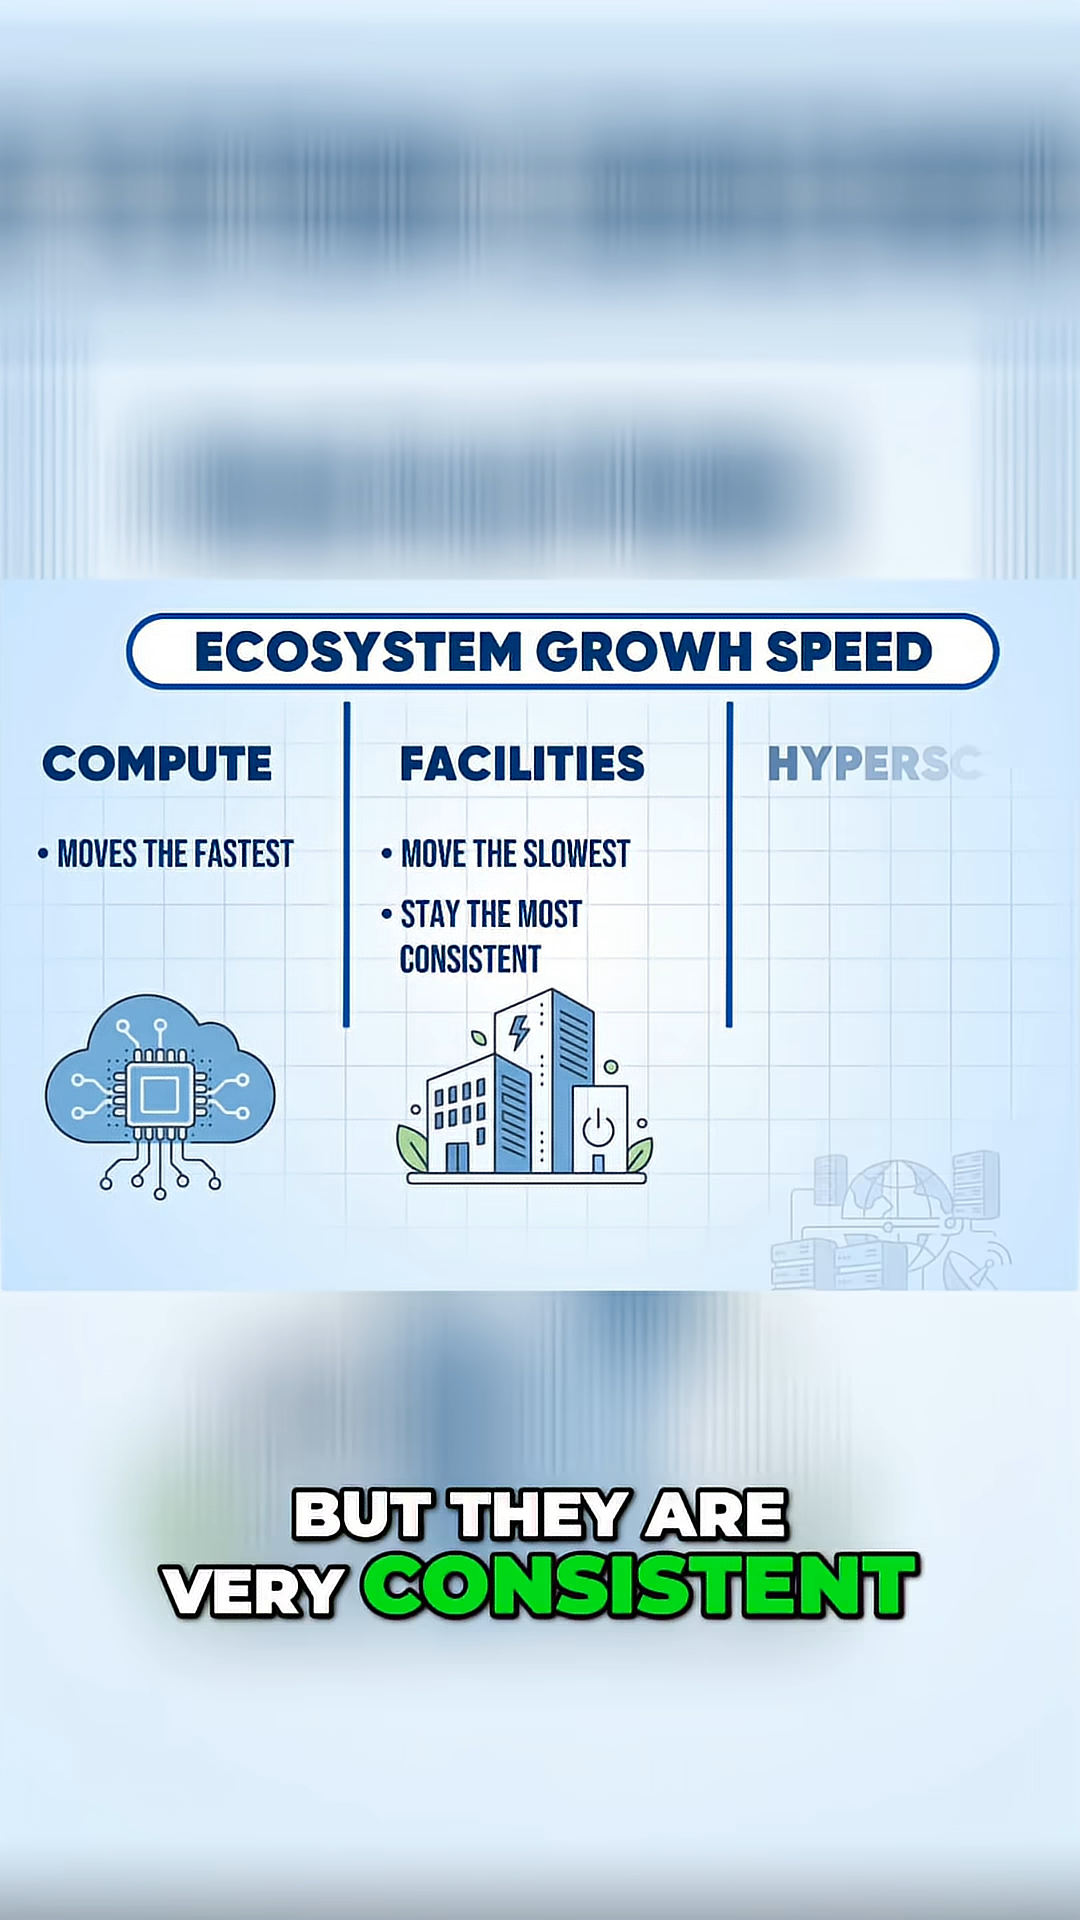 ECOSYSTEM GROWH SPEED
COMPUTE
• MOVES THE FASTEST
FACILITIES
• MOVE THE SLOWEST
• STAY THE MOST
CONSISTENT
HYPERSC
BUT THEY ARE
VERY CONSISTENT